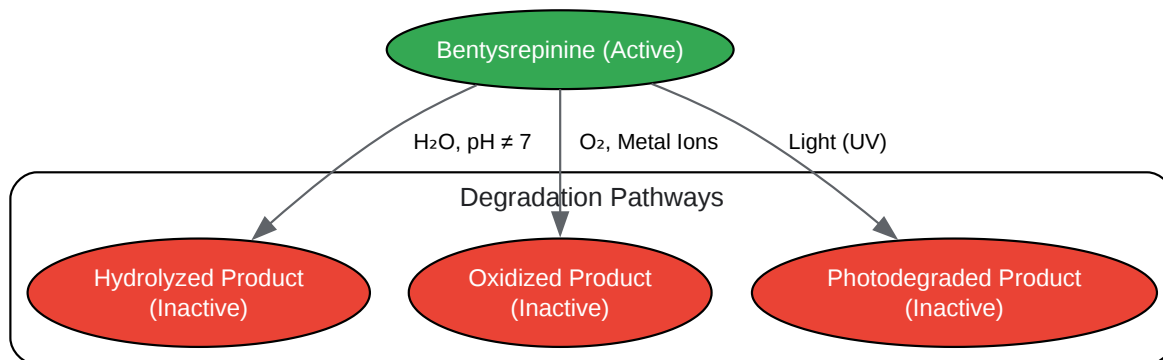 Bentysrepinine (Active)
H₂O, pH ≠ 7
O₂, Metal Ions
Light (UV)
Degradation Pathways
Hydrolyzed Product
(Inactive)
Oxidized Product
(Inactive)
Photodegraded Product
(Inactive)